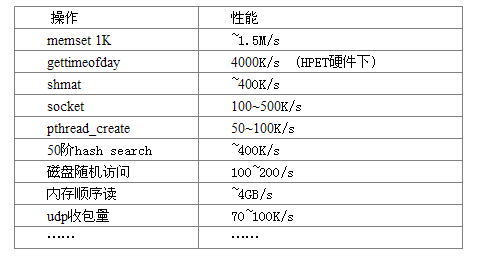 操作 性能
memset 1K ~1.5M/s
gettimeofday 4000K/s （HPET硬件下）
shmat ~400K/s
socket 100~500K/s
pthread_create 50~100K/s
50阶hash search ~400K/s
磁盘随机访问 100~200/s
内存顺序读 ~4GB/s
udp收包量 70~100K/s
…… ……